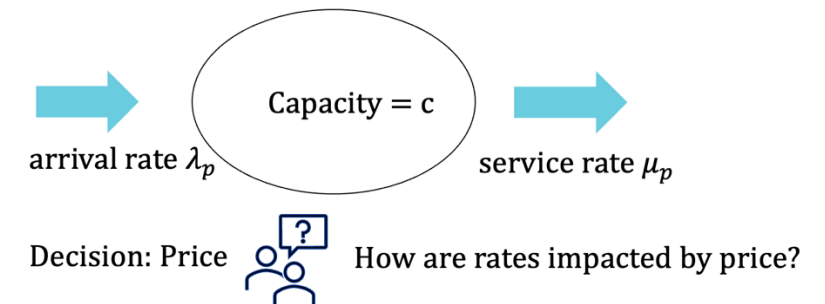 Capacity = c
arrival rate λ_p
service rate μ_p
Decision: Price
?
How are rates impacted by price?